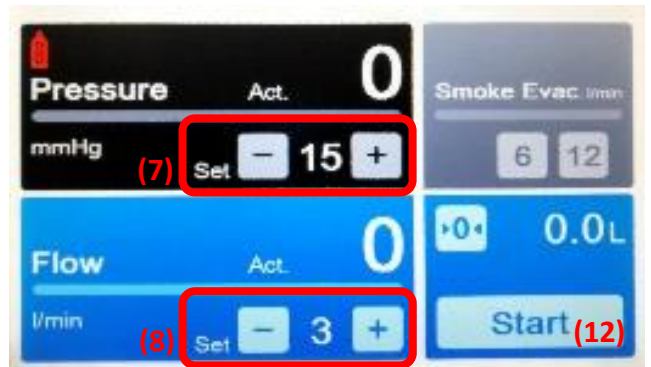 Pressure Act. 0
mmHg
(7) Set − 15 +
Smoke Evac l/min
6 12
Flow Act. 0
l/min
(8) Set − 3 +
▸0◂ 0.0L
Start (12)